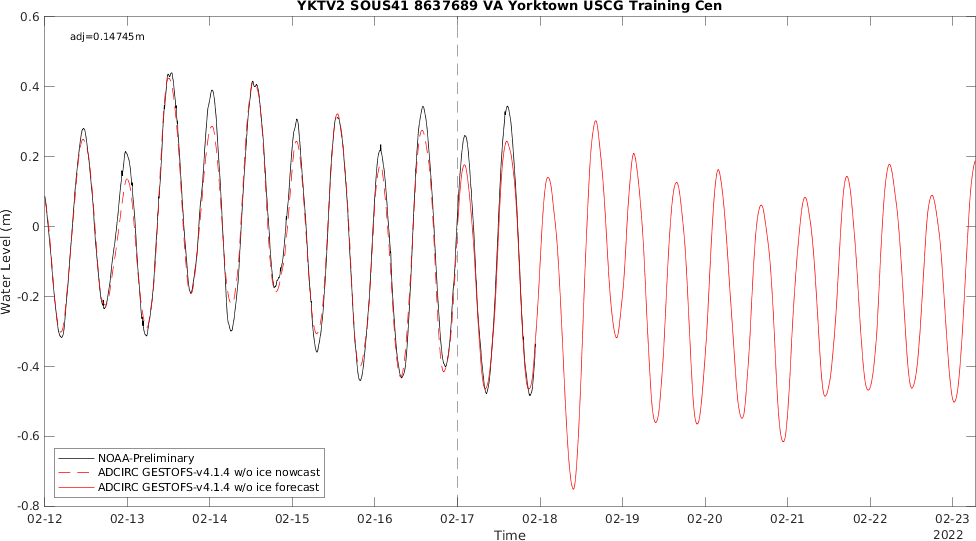 YKTV2 SOUS41 8637689 VA Yorktown USCG Training Cen
adj=0.14745m
0.6
0.4
0.2
0
-0.2
-0.4
-0.6
-0.8
Water Level (m)
NOAA-Preliminary
ADCIRC GESTOFS-v4.1.4 w/o ice nowcast
ADCIRC GESTOFS-v4.1.4 w/o ice forecast
02-12 02-13 02-14 02-15 02-16 02-17 02-18 02-19 02-20 02-21 02-22 02-23
Time
2022